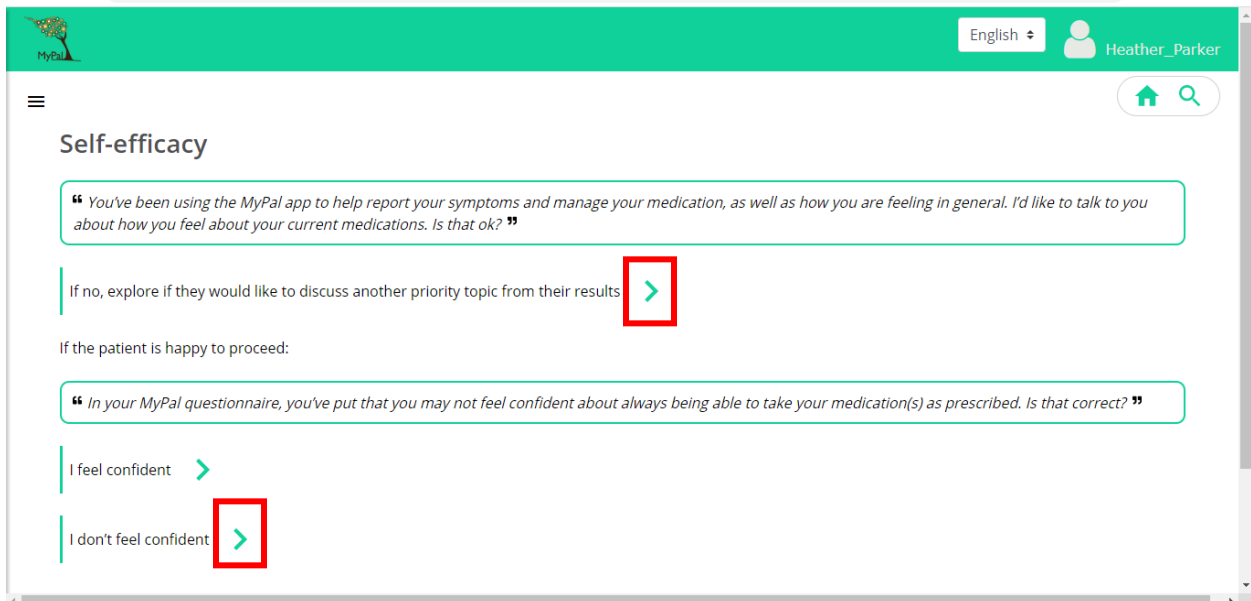 MyPal
English
Heather_Parker
Self-efficacy
❝ You’ve been using the MyPal app to help report your symptoms and manage your medication, as well as how you are feeling in general. I’d like to talk to you
about how you feel about your current medications. Is that ok? ❞
If no, explore if they would like to discuss another priority topic from their results
If the patient is happy to proceed:
❝ In your MyPal questionnaire, you’ve put that you may not feel confident about always being able to take your medication(s) as prescribed. Is that correct? ❞
I feel confident
I don’t feel confident